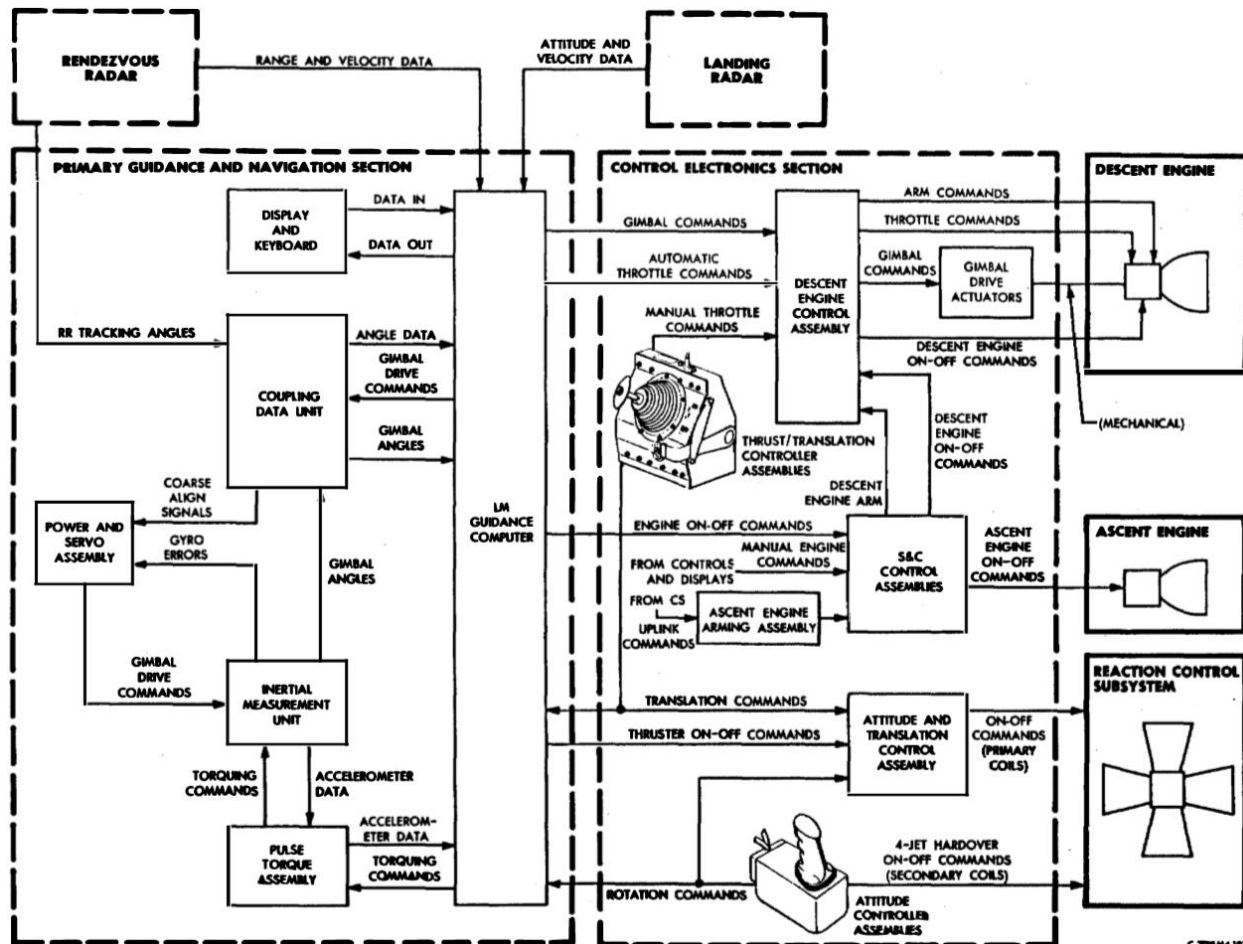 RENDEZVOUS
RADAR
RANGE AND VELOCITY DATA
ATTITUDE AND
VELOCITY DATA
LANDING
RADAR
PRIMARY GUIDANCE AND NAVIGATION SECTION
DISPLAY
AND
KEYBOARD
DATA IN
DATA OUT
RR TRACKING ANGLES
COUPLING
DATA UNIT
ANGLE DATA
GIMBAL
DRIVE
COMMANDS
GIMBAL
ANGLES
COARSE
ALIGN
SIGNALS
POWER AND
SERVO
ASSEMBLY
GYRO
ERRORS
GIMBAL
ANGLES
GIMBAL
DRIVE
COMMANDS
INERTIAL
MEASUREMENT
UNIT
TORQUING
COMMANDS
ACCELEROMETER
DATA
PULSE
TORQUE
ASSEMBLY
ACCELEROM-
ETER DATA
TORQUING
COMMANDS
LM
GUIDANCE
COMPUTER
CONTROL ELECTRONICS SECTION
GIMBAL COMMANDS
AUTOMATIC
THROTTLE COMMANDS
MANUAL THROTTLE
COMMANDS
DESCENT
ENGINE
CONTROL
ASSEMBLY
ARM COMMANDS
THROTTLE COMMANDS
GIMBAL
COMMANDS
GIMBAL
DRIVE
ACTUATORS
DESCENT ENGINE
ON-OFF COMMANDS
THRUST/TRANSLATION
CONTROLLER
ASSEMBLIES
DESCENT
ENGINE ARM
DESCENT
ENGINE
ON-OFF
COMMANDS
(MECHANICAL)
DESCENT ENGINE
ENGINE ON-OFF COMMANDS
MANUAL ENGINE
COMMANDS
FROM CONTROLS
AND DISPLAYS
FROM CS
UPLINK
COMMANDS
ASCENT ENGINE
ARMING ASSEMBLY
S&C
CONTROL
ASSEMBLIES
ASCENT
ENGINE
ON-OFF
COMMANDS
ASCENT ENGINE
TRANSLATION COMMANDS
THRUSTER ON-OFF COMMANDS
ATTITUDE AND
TRANSLATION
CONTROL
ASSEMBLY
ON-OFF
COMMANDS
(PRIMARY
COILS)
REACTION CONTROL
SUBSYSTEM
ROTATION COMMANDS
4-JET HARDOVER
ON-OFF COMMANDS
(SECONDARY COILS)
ATTITUDE
CONTROLLER
ASSEMBLIES